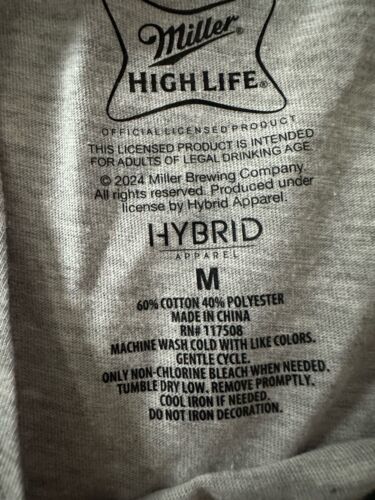 Miller
HIGH LIFE®
OFFICIAL LICENSED PRODUCT
THIS LICENSED PRODUCT IS INTENDED
FOR ADULTS OF LEGAL DRINKING AGE.
© 2024 Miller Brewing Company.
All rights reserved. Produced under
license by Hybrid Apparel.
HYBRID
APPAREL
M
60% COTTON 40% POLYESTER
MADE IN CHINA
RN# 117508
MACHINE WASH COLD WITH LIKE COLORS.
GENTLE CYCLE.
ONLY NON-CHLORINE BLEACH WHEN NEEDED.
TUMBLE DRY LOW. REMOVE PROMPTLY.
COOL IRON IF NEEDED.
DO NOT IRON DECORATION.